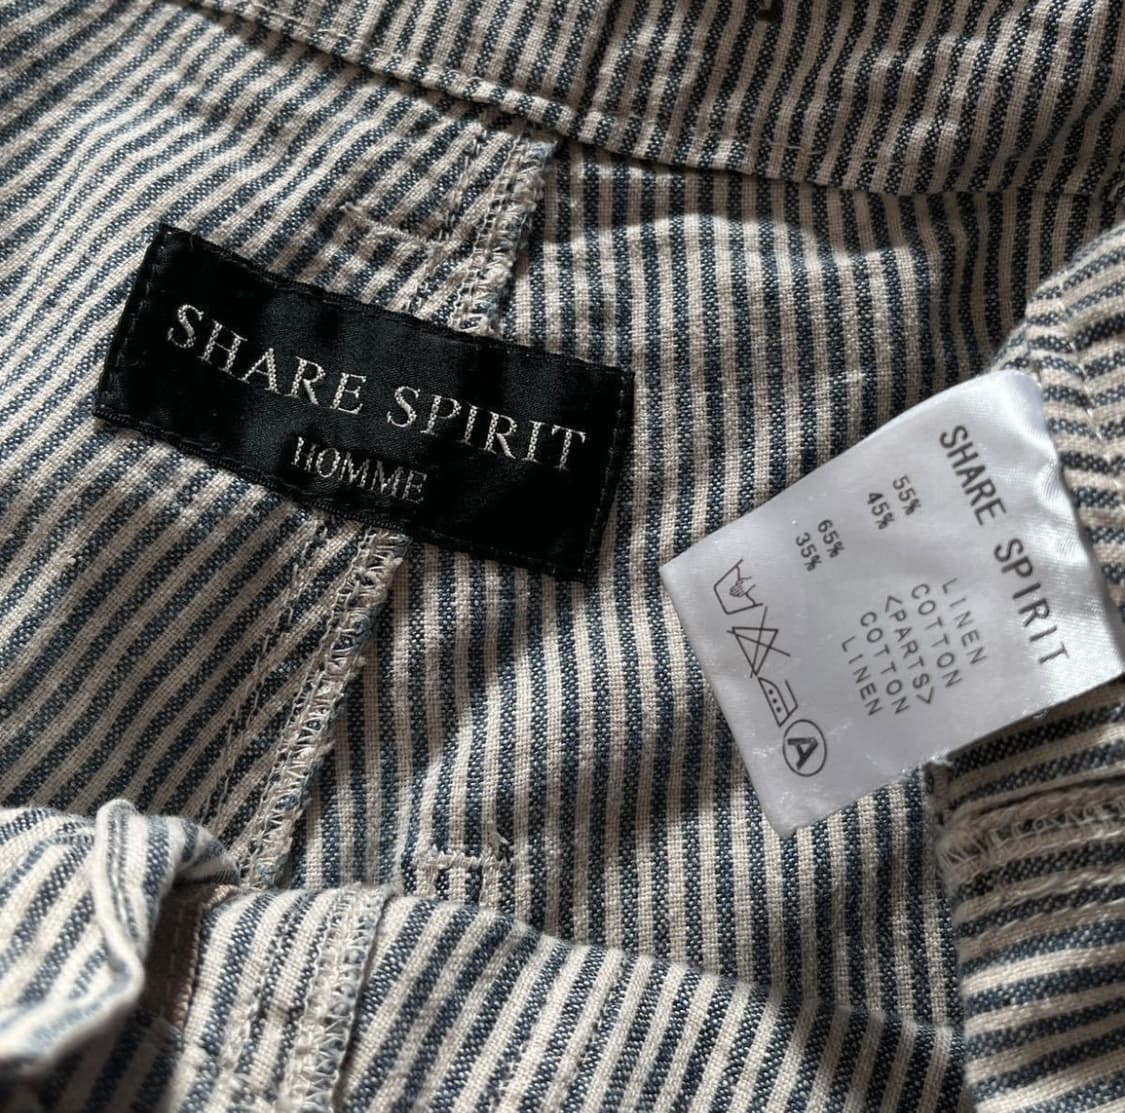 SHARE SPIRIT
HOMME
SHARE SPIRIT
55% LINEN
45% COTTON
<PARTS>
65% COTTON
35% LINEN
A